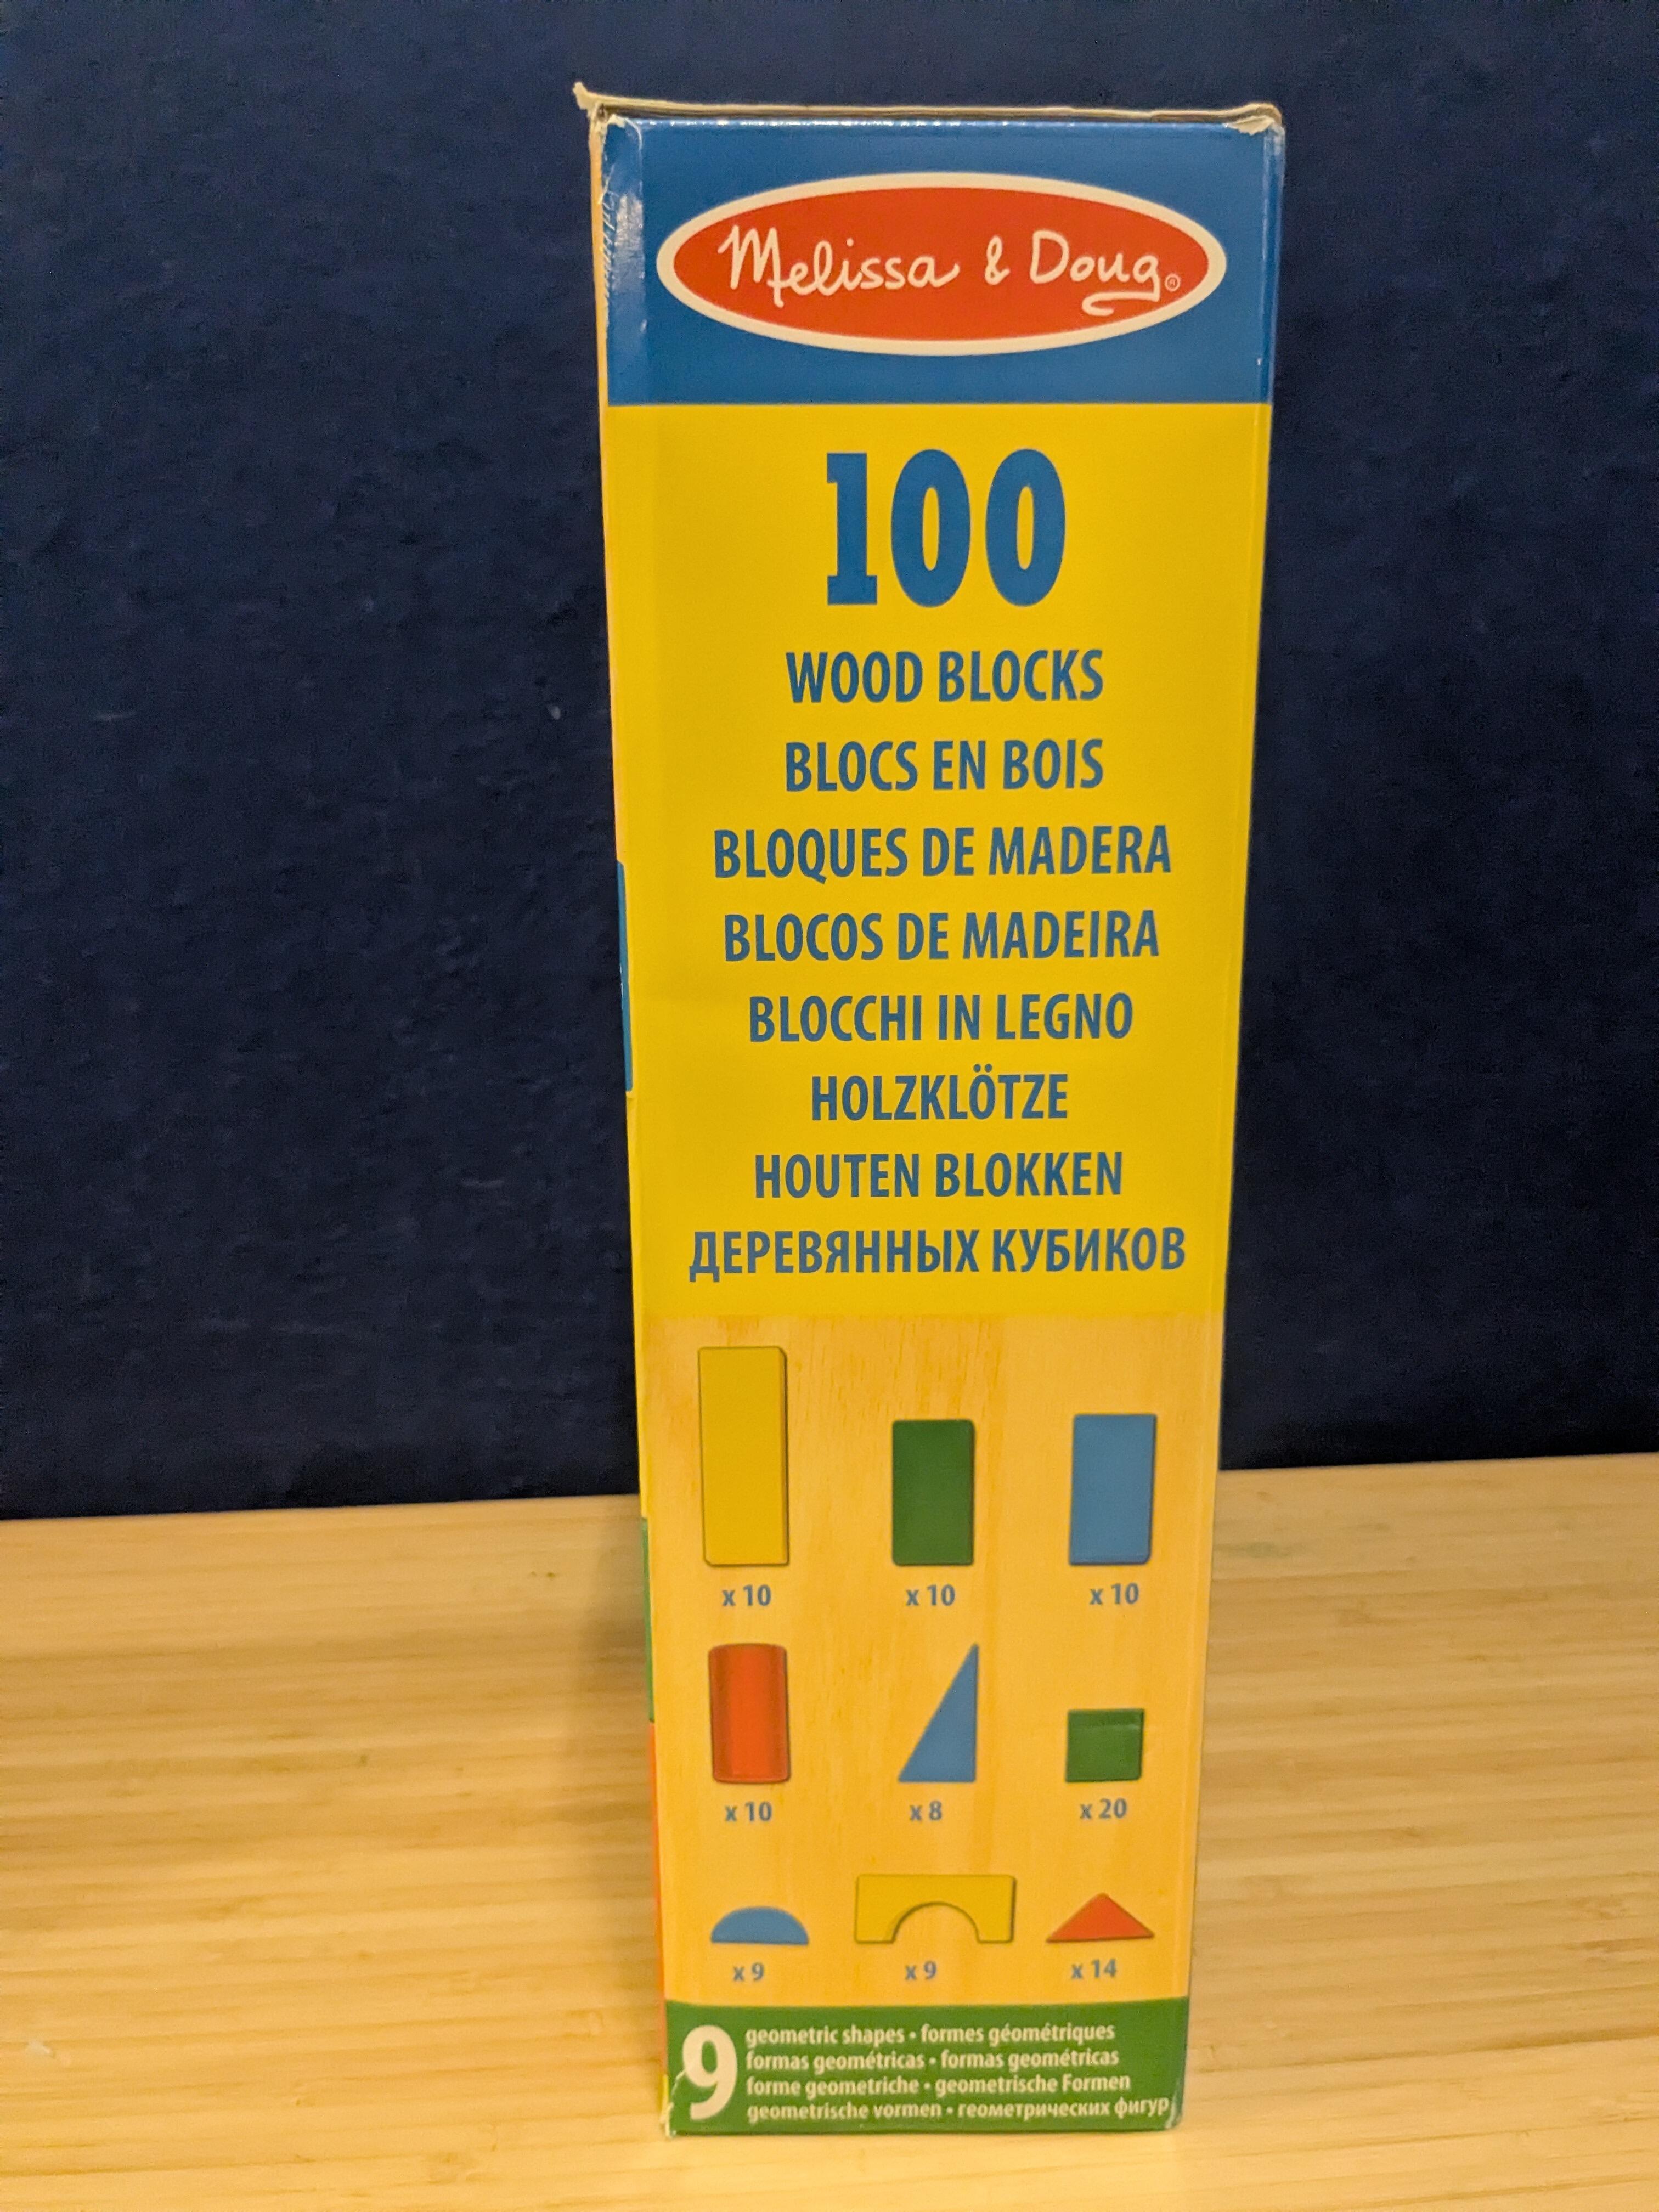 Melissa & Doug®
100
WOOD BLOCKS
BLOCS EN BOIS
BLOQUES DE MADERA
BLOCOS DE MADEIRA
BLOCCHI IN LEGNO
HOLZKLÖTZE
HOUTEN BLOKKEN
ДЕРЕВЯННЫХ КУБИКОВ
x 10 x 10 x 10
x 10 x 8 x 20
x 9 x 9 x 14
9
geometric shapes • formes géométriques
formas geométricas • formas geométricas
forme geometriche • geometrische Formen
geometrische vormen • геометрических фигур